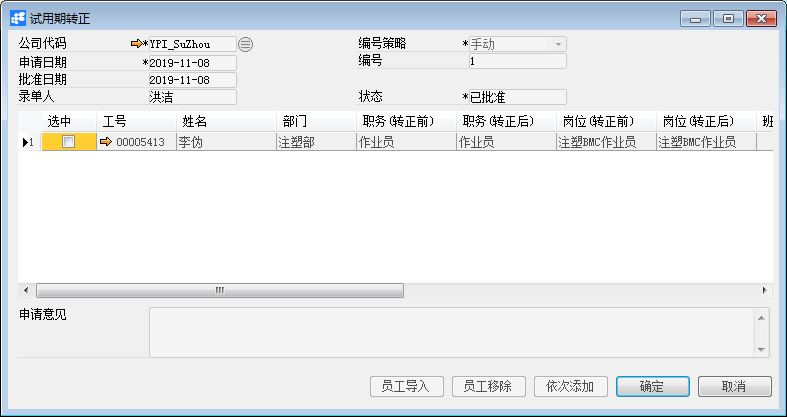 试用期转正
公司代码 *YPI_SuZhou 编号策略 *手动
申请日期 *2019-11-08 编号 1
批准日期 2019-11-08
录单人 洪洁 状态 *已批准
选中 工号 姓名 部门 职务(转正前) 职务(转正后) 岗位(转正前) 岗位(转正后) 班
1 00005413 李伪 注塑部 作业员 作业员 注塑BMC作业员 注塑BMC作业员
申请意见
员工导入 员工移除 依次添加 确定 取消